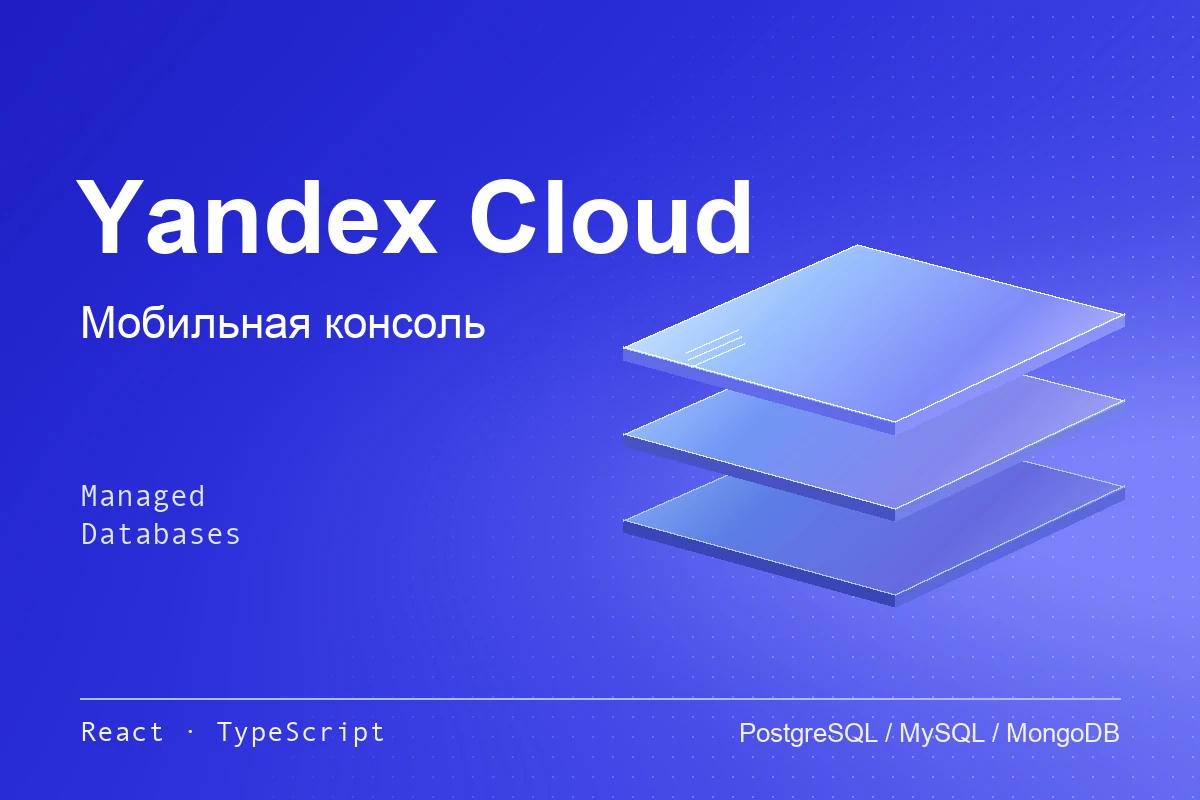 Yandex Cloud
Мобильная консоль
Managed
Databases
React · TypeScript
PostgreSQL / MySQL / MongoDB